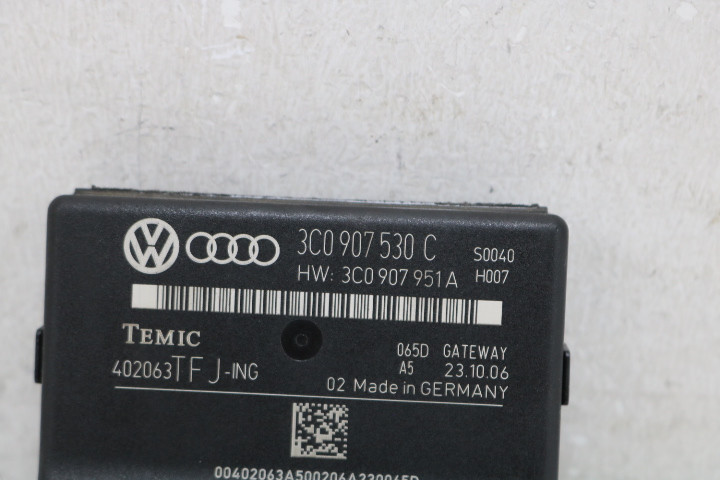 3C0 907 530 C S0040
HW: 3C0 907 951 A H007
TEMIC
402063TFJ-ING
065D GATEWAY
A5 23.10.06
02 Made in GERMANY